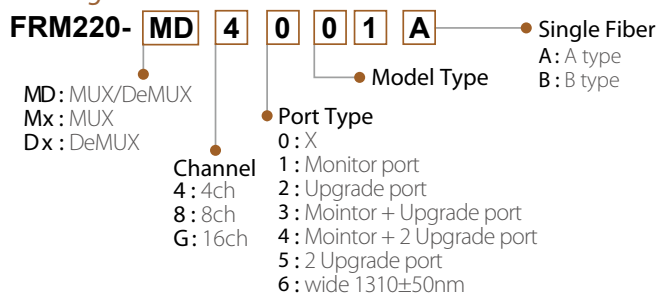 FRM220- MD 4 0 0 1 A
Single Fiber
A : A type
B : B type
Model Type
MD : MUX/DeMUX
Mx : MUX
Dx : DeMUX
Port Type
0 : X
1 : Monitor port
2 : Upgrade port
3 : Mointor + Upgrade port
4 : Mointor + 2 Upgrade port
5 : 2 Upgrade port
6 : wide 1310±50nm
Channel
4 : 4ch
8 : 8ch
G : 16ch